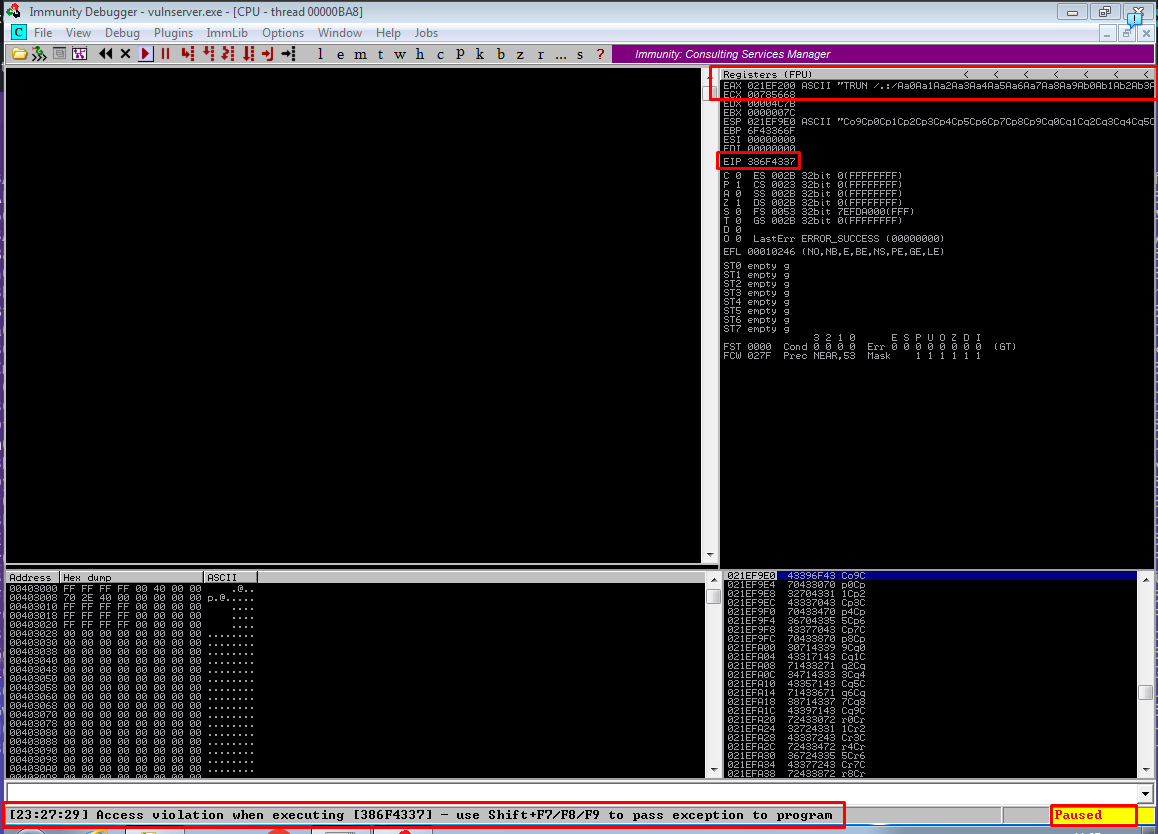 Immunity Debugger - vulnserver.exe - [CPU - thread 00000BA8]
C File View Debug Plugins ImmLib Options Window Help Jobs
l e m t w h c P k b z r ... s ? Immunity: Consulting Services Manager
Registers (FPU) < < < < < < <
EAX 021EF200 ASCII "TRUN /.:/Aa0Aa1Aa2Aa3Aa4Aa5Aa6Aa7Aa8Aa9Ab0Ab1Ab2Ab3A
ECX 00785668
EDX 00004C7B
EBX 0000007C
ESP 021EF9E0 ASCII "Co9Cp0Cp1Cp2Cp3Cp4Cp5Cp6Cp7Cp8Cp9Cq0Cq1Cq2Cq3Cq4Cq5C
EBP 6F43366F
ESI 00000000
EDI 00000000
EIP 386F4337
C 0 ES 002B 32bit 0(FFFFFFFF)
P 1 CS 0023 32bit 0(FFFFFFFF)
A 0 SS 002B 32bit 0(FFFFFFFF)
Z 1 DS 002B 32bit 0(FFFFFFFF)
S 0 FS 0053 32bit 7EFDA000(FFF)
T 0 GS 002B 32bit 0(FFFFFFFF)
D 0
O 0 LastErr ERROR_SUCCESS (00000000)
EFL 00010246 (NO,NB,E,BE,NS,PE,GE,LE)
ST0 empty g
ST1 empty g
ST2 empty g
ST3 empty g
ST4 empty g
ST5 empty g
ST6 empty g
ST7 empty g
3 2 1 0 E S P U O Z D I
FST 0000 Cond 0 0 0 0 Err 0 0 0 0 0 0 0 0 (GT)
FCW 027F Prec NEAR,53 Mask 1 1 1 1 1 1
Address Hex dump ASCII
00403000 FF FF FF FF 00 40 00 00 .@..
00403008 70 2E 40 00 00 00 00 00 p.@.....
00403010 FF FF FF FF 00 00 00 00 ....
00403018 FF FF FF FF 00 00 00 00 ....
00403020 FF FF FF FF 00 00 00 00 ....
00403028 00 00 00 00 00 00 00 00 ........
00403030 00 00 00 00 00 00 00 00 ........
00403038 00 00 00 00 00 00 00 00 ........
00403040 00 00 00 00 00 00 00 00 ........
00403048 00 00 00 00 00 00 00 00 ........
00403050 00 00 00 00 00 00 00 00 ........
00403058 00 00 00 00 00 00 00 00 ........
00403060 00 00 00 00 00 00 00 00 ........
00403068 00 00 00 00 00 00 00 00 ........
00403070 00 00 00 00 00 00 00 00 ........
00403078 00 00 00 00 00 00 00 00 ........
00403080 00 00 00 00 00 00 00 00 ........
00403088 00 00 00 00 00 00 00 00 ........
00403090 00 00 00 00 00 00 00 00 ........
00403098 00 00 00 00 00 00 00 00 ........
004030A0 00 00 00 00 00 00 00 00 ........
021EF9E0 43396F43 Co9C
021EF9E4 70433070 p0Cp
021EF9E8 32704331 1Cp2
021EF9EC 43337043 Cp3C
021EF9F0 70433470 p4Cp
021EF9F4 36704335 5Cp6
021EF9F8 43377043 Cp7C
021EF9FC 70433870 p8Cp
021EFA00 30714339 9Cq0
021EFA04 43317143 Cq1C
021EFA08 71433271 q2Cq
021EFA0C 34714333 3Cq4
021EFA10 43357143 Cq5C
021EFA14 71433671 q6Cq
021EFA18 38714337 7Cq8
021EFA1C 43397143 Cq9C
021EFA20 72433072 r0Cr
021EFA24 32724331 1Cr2
021EFA28 43337243 Cr3C
021EFA2C 72433472 r4Cr
021EFA30 36724335 5Cr6
021EFA34 43377243 Cr7C
021EFA38 72433872 r8Cr
[23:27:29] Access violation when executing [386F4337] - use Shift+F7/F8/F9 to pass exception to program
Paused